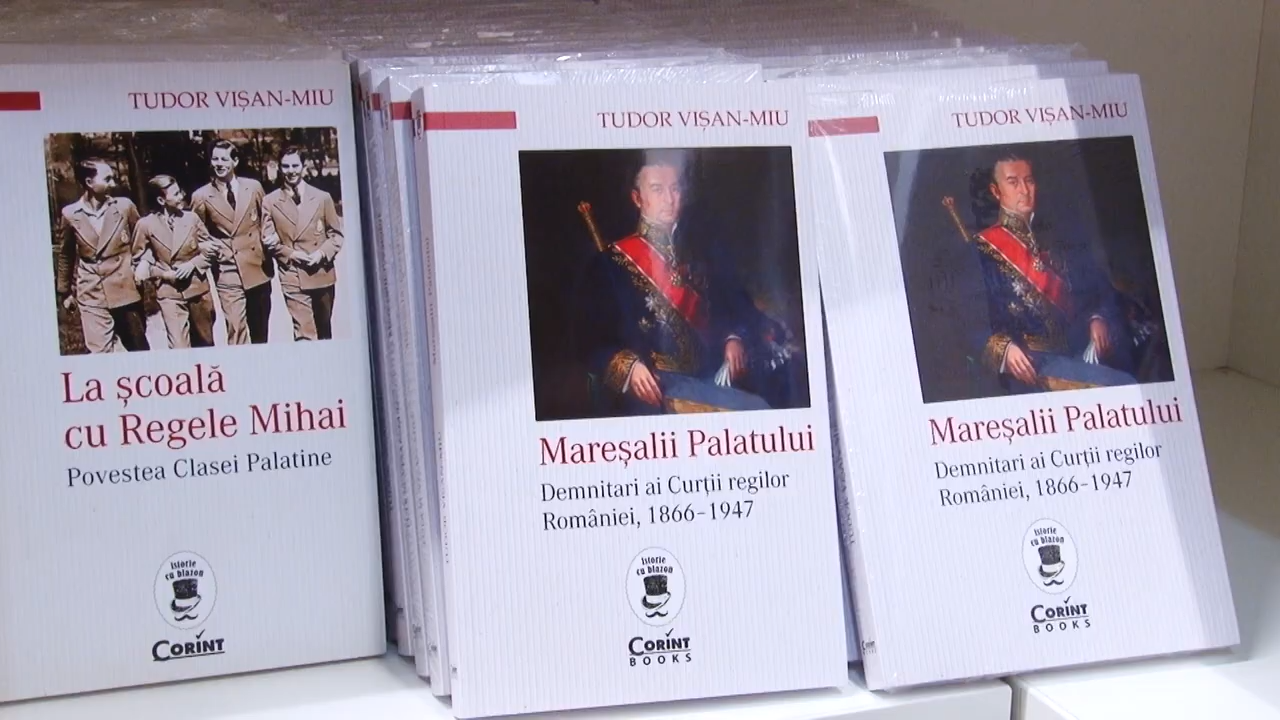 TUDOR VIȘAN-MIU
La școală
cu Regele Mihai
Povestea Clasei Palatine
Istorie
cu blazon
CORINT
TUDOR VIȘAN-MIU
Mareșalii Palatului
Demnitari ai Curții regilor
României, 1866–1947
Istorie
cu blazon
CORINT
BOOKS
TUDOR VIȘAN-MIU
Mareșalii Palatului
Demnitari ai Curții regilor
României, 1866–1947
Istorie
cu blazon
CORINT
BOOKS